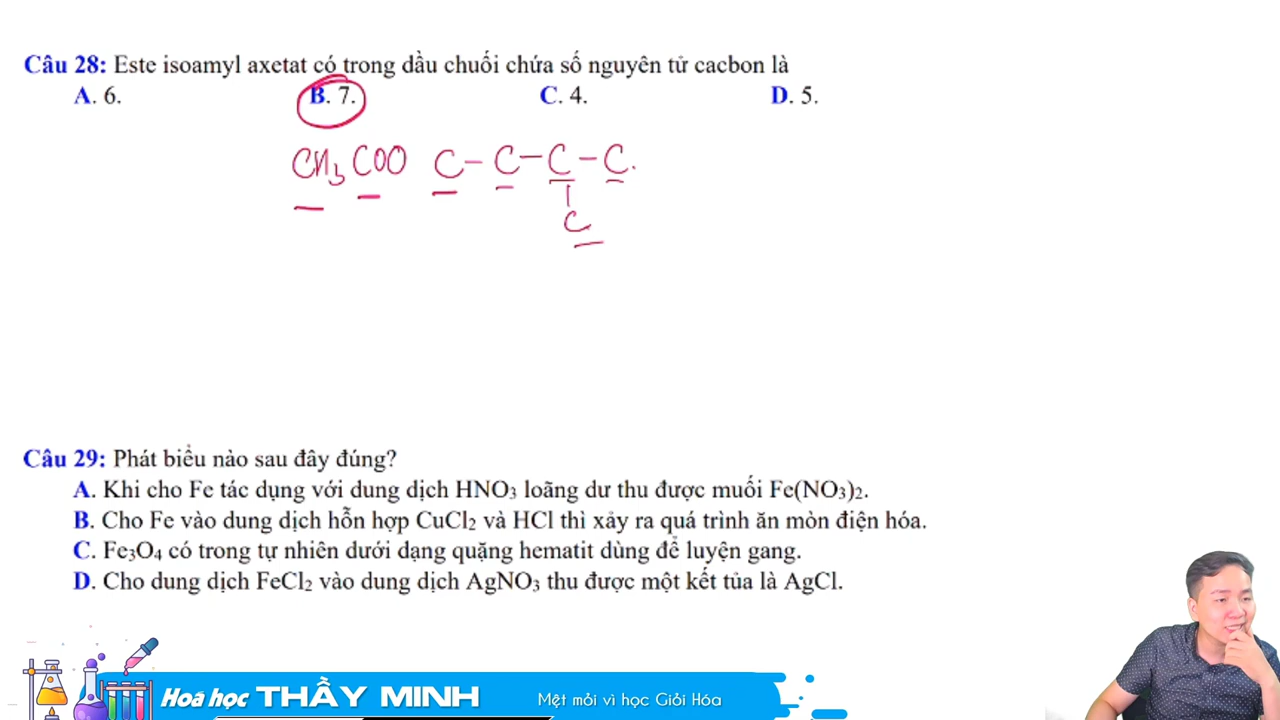 Câu 28: Este isoamyl axetat có trong dầu chuối chứa số nguyên tử cacbon là
A. 6. B. 7. C. 4. D. 5.
CH₃COO C – C – C – C.
C
Câu 29: Phát biểu nào sau đây đúng?
A. Khi cho Fe tác dụng với dung dịch HNO₃ loãng dư thu được muối Fe(NO₃)₂.
B. Cho Fe vào dung dịch hỗn hợp CuCl₂ và HCl thì xảy ra quá trình ăn mòn điện hóa.
C. Fe₃O₄ có trong tự nhiên dưới dạng quặng hematit dùng để luyện gang.
D. Cho dung dịch FeCl₂ vào dung dịch AgNO₃ thu được một kết tủa là AgCl.
Hoá học THẦY MINH Mệt mỏi vì học Giỏi Hóa